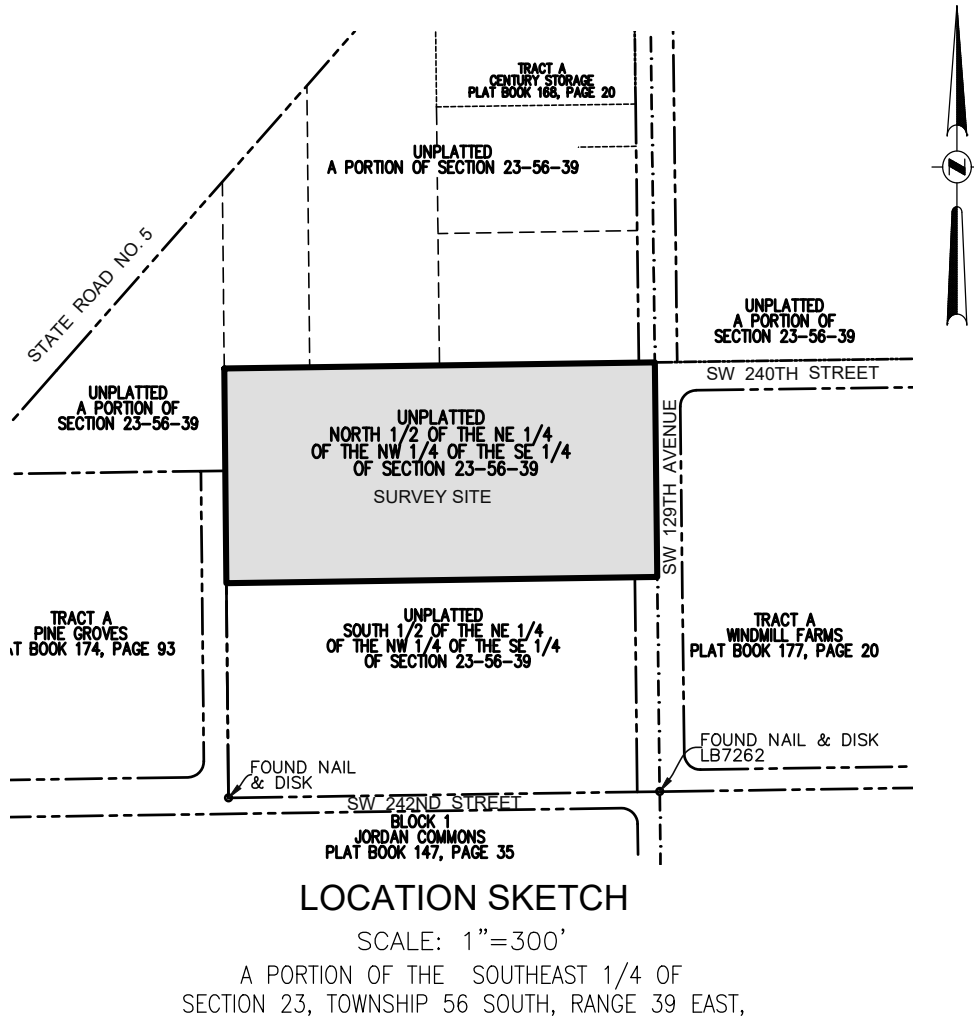 TRACT A
CENTURY STORAGE
PLAT BOOK 168, PAGE 20
UNPLATTED
A PORTION OF SECTION 23-56-39
STATE ROAD NO. 5
UNPLATTED
A PORTION OF
SECTION 23-56-39
SW 240TH STREET
UNPLATTED
A PORTION OF
SECTION 23-56-39
UNPLATTED
NORTH 1/2 OF THE NE 1/4
OF THE NW 1/4 OF THE SE 1/4
OF SECTION 23-56-39
SURVEY SITE
SW 129TH AVENUE
TRACT A
PINE GROVES
AT BOOK 174, PAGE 93
UNPLATTED
SOUTH 1/2 OF THE NE 1/4
OF THE NW 1/4 OF THE SE 1/4
OF SECTION 23-56-39
TRACT A
WINDMILL FARMS
PLAT BOOK 177, PAGE 20
FOUND NAIL
& DISK
FOUND NAIL & DISK
LB7262
SW 242ND STREET
BLOCK 1
JORDAN COMMONS
PLAT BOOK 147, PAGE 35
LOCATION SKETCH
SCALE: 1"=300'
A PORTION OF THE SOUTHEAST 1/4 OF
SECTION 23, TOWNSHIP 56 SOUTH, RANGE 39 EAST,